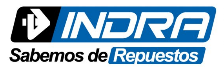 INDRA
Sabemos de Repuestos